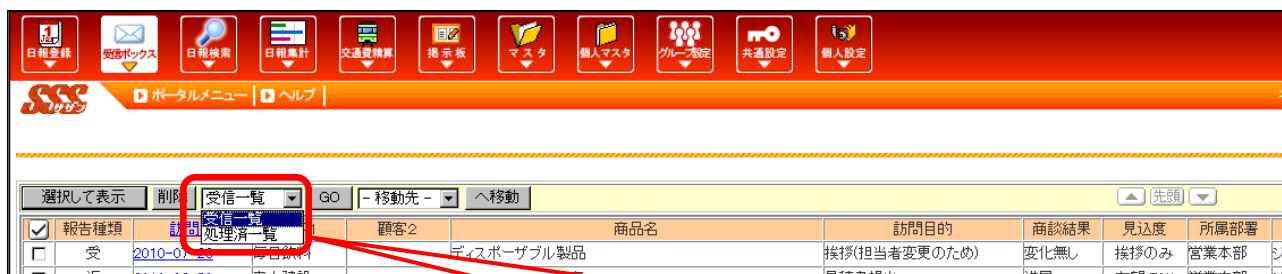 日報登録 受信ボックス 日報検索 日報集計 交通費精算 掲示板 マスタ 個人マスタ グループ設定 共通設定 個人設定
SSS サザン ポータルメニュー ヘルプ
選択して表示 削除 受信一覧 GO - 移動先 - へ移動 先頭
受信一覧
処理済一覧
報告種類 顧客2 商品名 訪問目的 商談結果 見込度 所属部署
受 ディスポーザブル製品 挨拶(担当者変更のため) 変化無し 挨拶のみ 営業本部